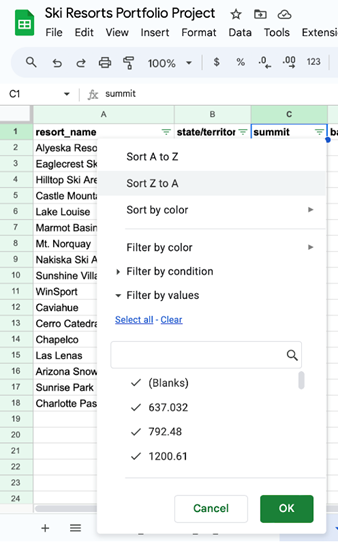 Ski Resorts Portfolio Project
File Edit View Insert Format Data Tools Extensi
100% $ % .0 .00 123
C1 fx summit
A B C
1 resort_name state/territor summit ba
2 Alyeska Reso
3 Eaglecrest Sk
4 Hilltop Ski Are
5 Castle Mounta
6 Lake Louise
7 Marmot Basin
8 Mt. Norquay
9 Nakiska Ski A
10 Sunshine Villa
11 WinSport
12 Caviahue
13 Cerro Catedra
14 Chapelco
15 Las Lenas
16 Arizona Snow
17 Sunrise Park
18 Charlotte Pas
19
20
21
22
23
24
Sort A to Z
Sort Z to A
Sort by color
Filter by color
Filter by condition
Filter by values
Select all - Clear
(Blanks)
637.032
792.48
1200.61
Cancel OK